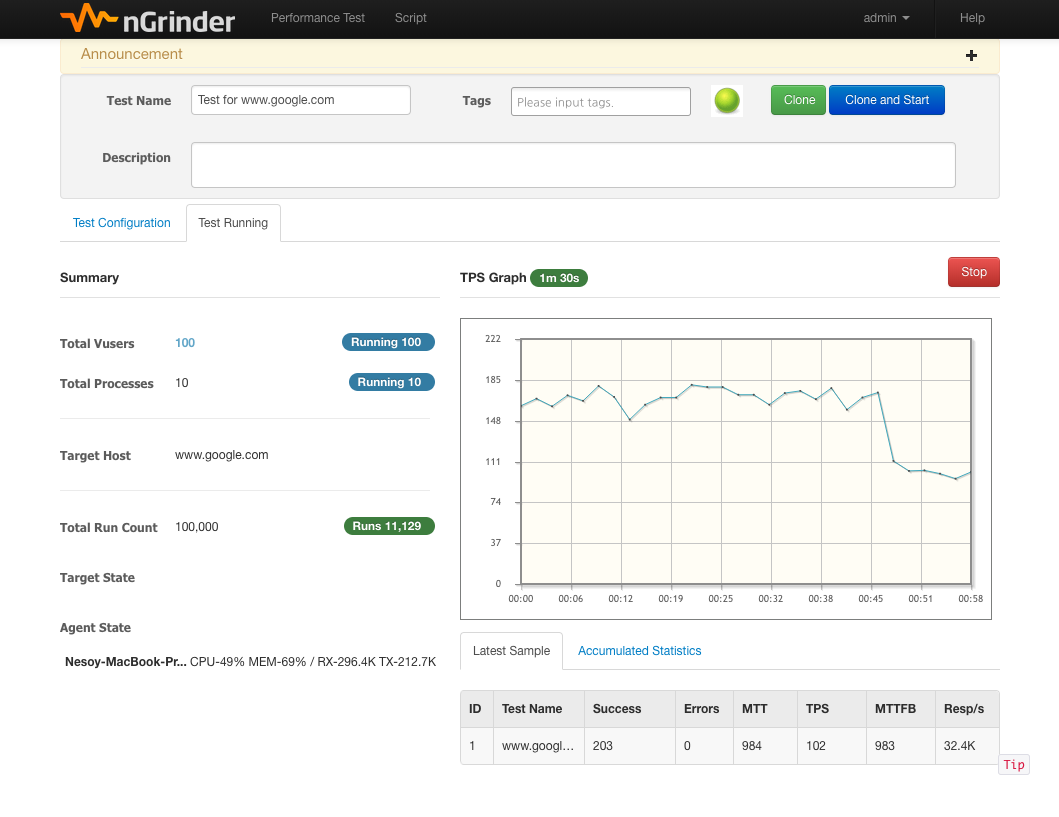 nGrinder Performance Test Script admin Help
Announcement
Test Name Test for www.google.com Tags Please input tags. Clone Clone and Start
Description
Test Configuration Test Running
Summary
Total Vusers 100 Running 100
Total Processes 10 Running 10
Target Host www.google.com
Total Run Count 100,000 Runs 11,129
Target State
Agent State
Nesoy-MacBook-Pr... CPU-49% MEM-69% / RX-296.4K TX-212.7K
TPS Graph 1m 30s Stop
222
185
148
111
74
37
0
00:00 00:06 00:12 00:19 00:25 00:32 00:38 00:45 00:51 00:58
Latest Sample Accumulated Statistics
ID Test Name Success Errors MTT TPS MTTFB Resp/s
1 www.googl... 203 0 984 102 983 32.4K
Tip